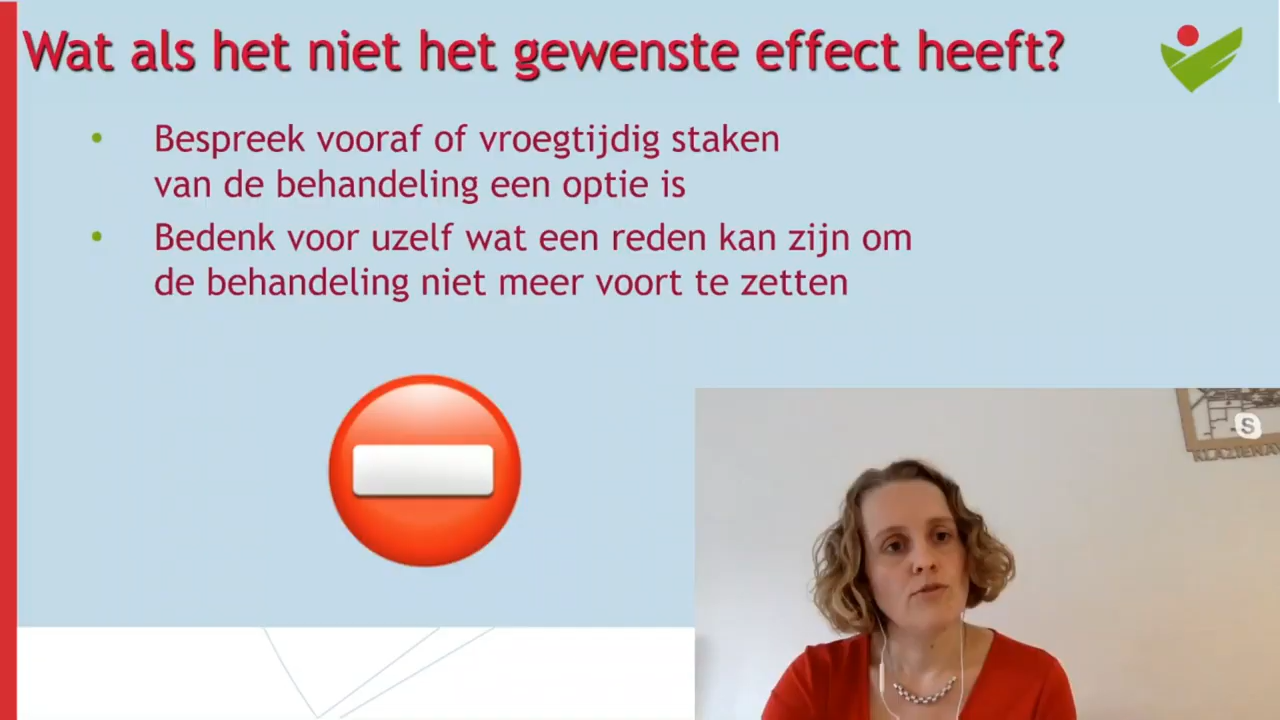 Wat als het niet het gewenste effect heeft?
• Bespreek vooraf of vroegtijdig staken
van de behandeling een optie is
• Bedenk voor uzelf wat een reden kan zijn om
de behandeling niet meer voort te zetten
S
KLAZIENAV